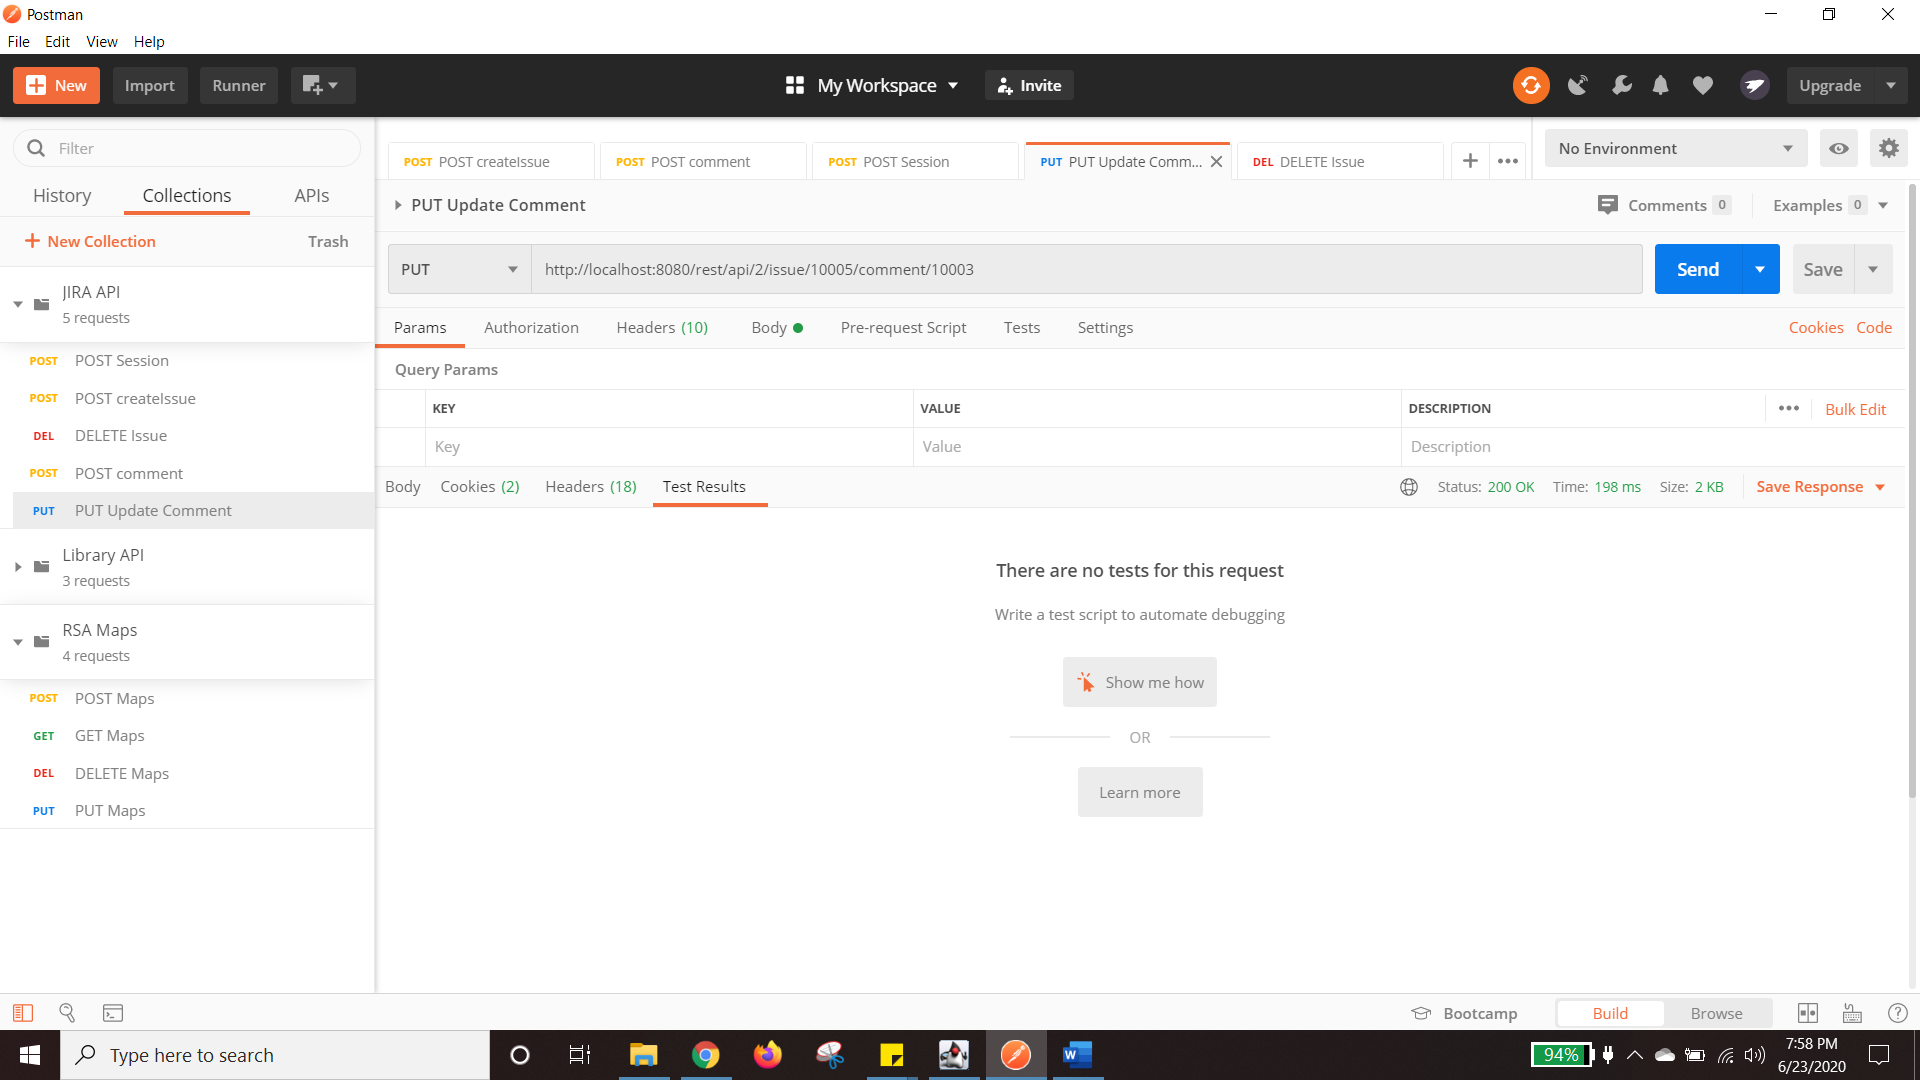 Postman
File Edit View Help
New Import Runner My Workspace Invite Upgrade
Filter
History Collections APIs
New Collection Trash
JIRA API
5 requests
POST POST Session
POST POST createIssue
DEL DELETE Issue
POST POST comment
PUT PUT Update Comment
Library API
3 requests
RSA Maps
4 requests
POST POST Maps
GET GET Maps
DEL DELETE Maps
PUT PUT Maps
POST POST createIssue POST POST comment POST POST Session PUT PUT Update Comm... DEL DELETE Issue No Environment
PUT Update Comment Comments 0 Examples 0
PUT http://localhost:8080/rest/api/2/issue/10005/comment/10003 Send Save
Params Authorization Headers (10) Body Pre-request Script Tests Settings Cookies Code
Query Params
KEY VALUE DESCRIPTION Bulk Edit
Key Value Description
Body Cookies (2) Headers (18) Test Results Status: 200 OK Time: 198 ms Size: 2 KB Save Response
There are no tests for this request
Write a test script to automate debugging
Show me how
OR
Learn more
Bootcamp Build Browse
Type here to search
94%
7:58 PM
6/23/2020